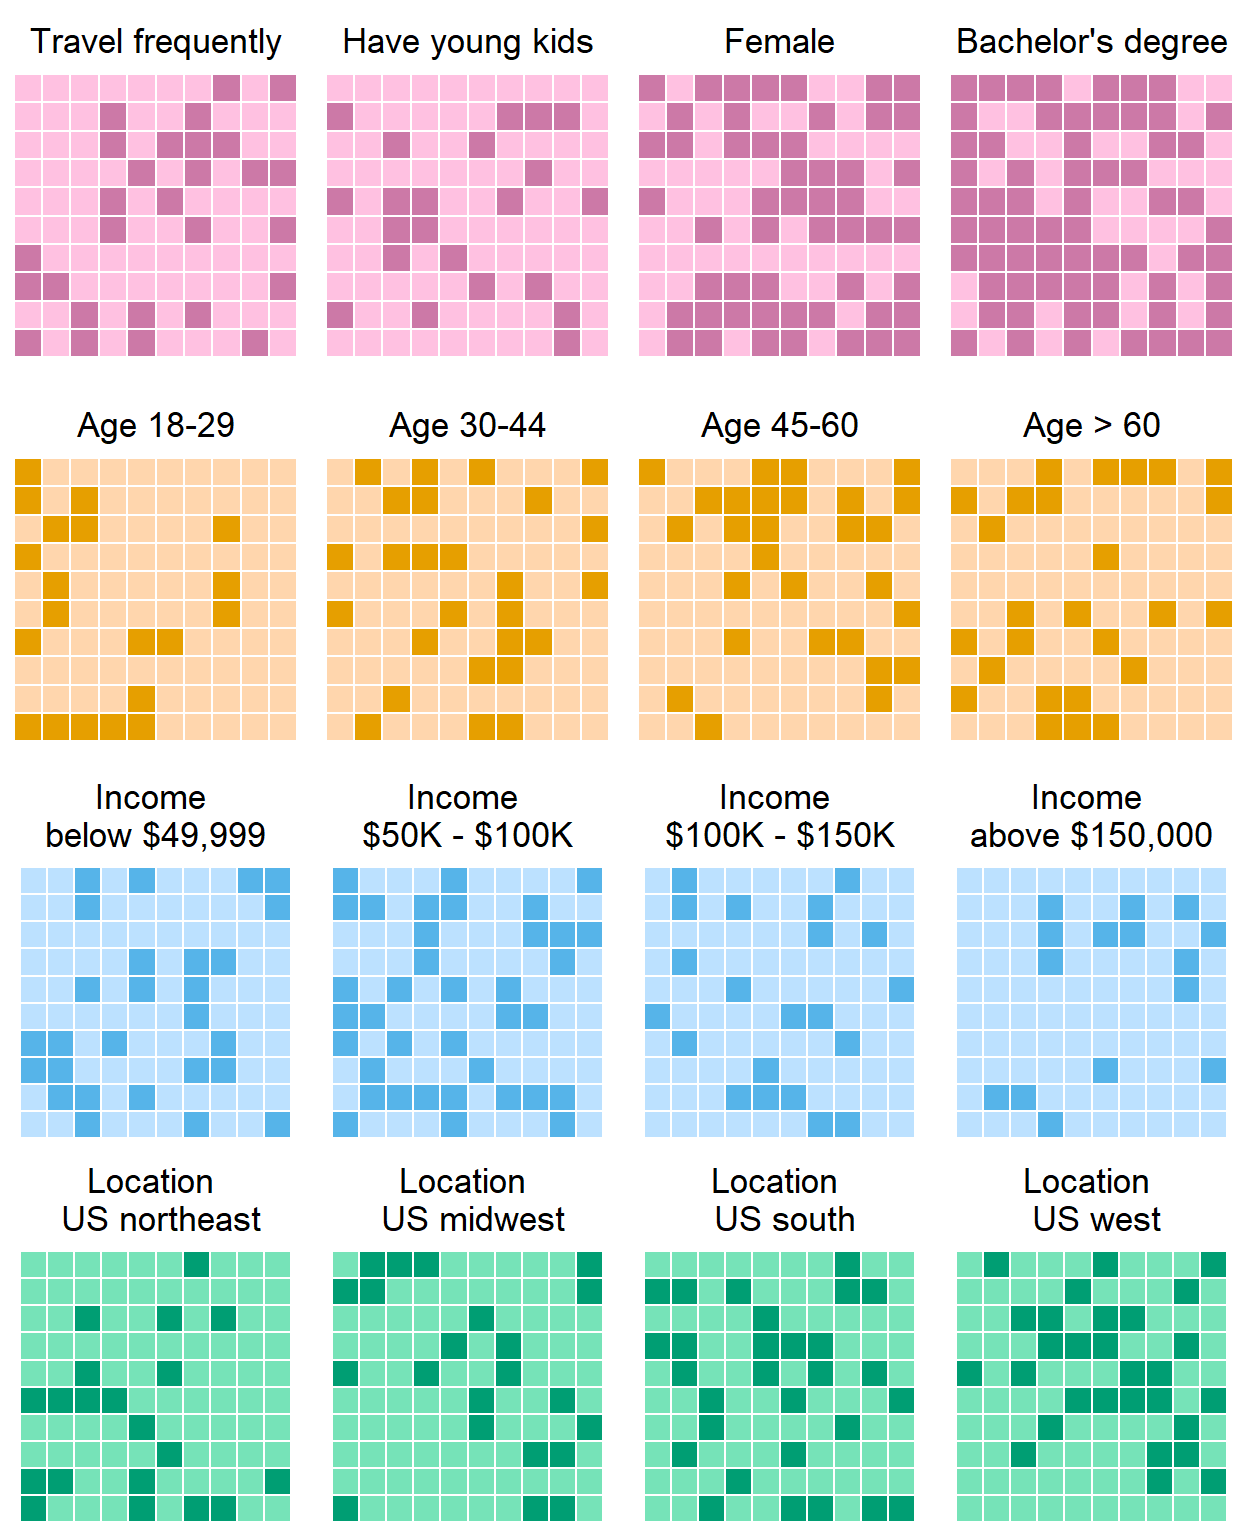 Travel frequently
Have young kids
Female
Bachelor's degree
Age 18-29
Age 30-44
Age 45-60
Age > 60
Income
below $49,999
Income
$50K - $100K
Income
$100K - $150K
Income
above $150,000
Location
US northeast
Location
US midwest
Location
US south
Location
US west